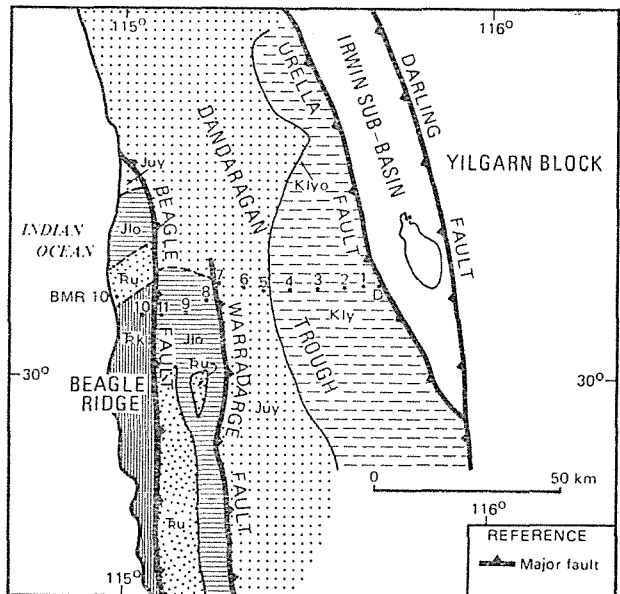 115°
116°
URELLA
IRWIN SUB-BASIN
DARLING
DANDARAGAN
YILGARN BLOCK
Juy
BEAGLE
Klyo
FAULT
INDIAN
OCEAN
Jlo
FAULT
Ru
BMR 10
10 11 9 8 7 6 5 4 3 2 1 D
Kly
Jlo
WARRADARGE
TROUGH
Rk
FAULT
Ru
30°
30°
BEAGLE
RIDGE
Juy
0 50 km
FAULT
Ru
116°
REFERENCE
Major fault
115°